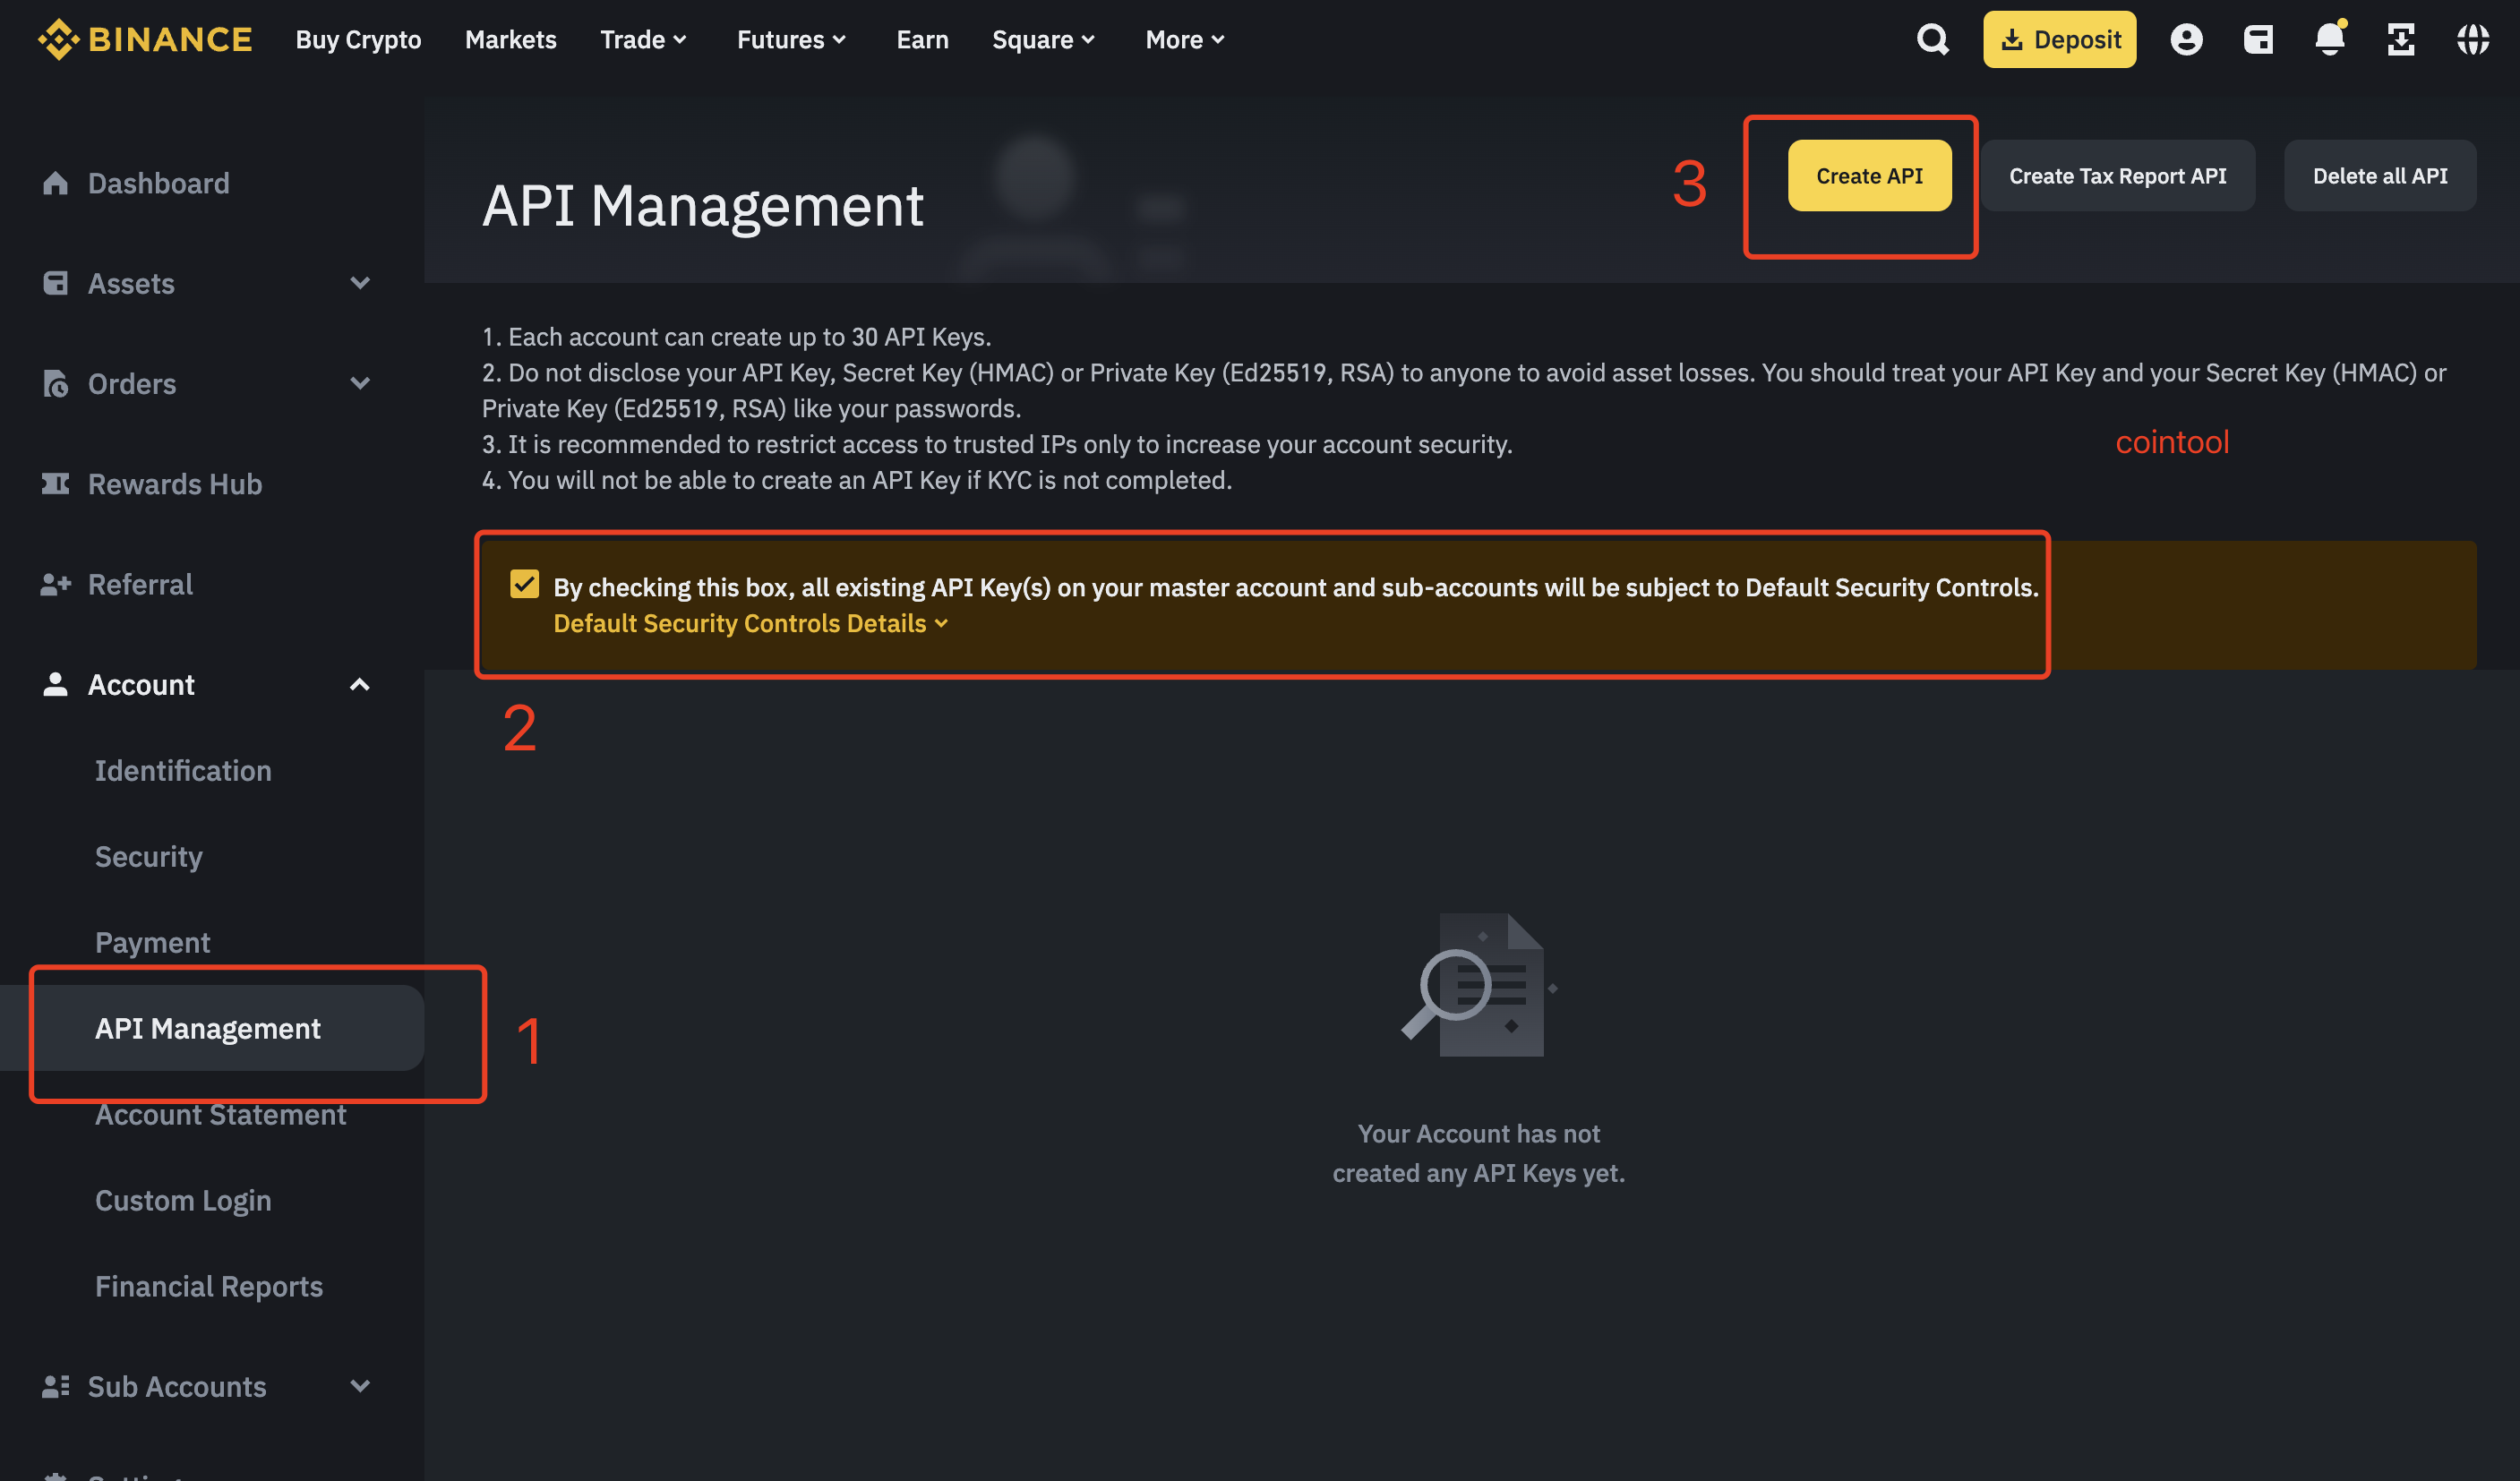 BINANCE Buy Crypto Markets Trade Futures Earn Square More Deposit
Dashboard
Assets
Orders
Rewards Hub
Referral
Account
Identification
Security
Payment
API Management
1
Account Statement
Custom Login
Financial Reports
Sub Accounts
API Management
3
Create API
Create Tax Report API
Delete all API
1. Each account can create up to 30 API Keys.
2. Do not disclose your API Key, Secret Key (HMAC) or Private Key (Ed25519, RSA) to anyone to avoid asset losses. You should treat your API Key and your Secret Key (HMAC) or
Private Key (Ed25519, RSA) like your passwords.
3. It is recommended to restrict access to trusted IPs only to increase your account security.
4. You will not be able to create an API Key if KYC is not completed.
cointool
By checking this box, all existing API Key(s) on your master account and sub-accounts will be subject to Default Security Controls.
Default Security Controls Details
2
Your Account has not
created any API Keys yet.